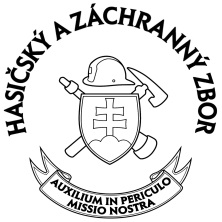 HASIČSKÝ A ZÁCHRANNÝ ZBOR
AUXILIUM IN PERICULO
MISSIO NOSTRA